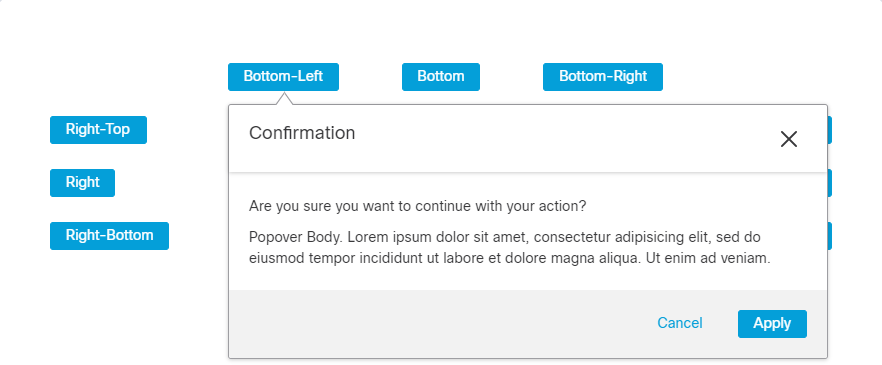 Bottom-Left Bottom Bottom-Right
Right-Top
Confirmation
Right
Are you sure you want to continue with your action?
Right-Bottom
Popover Body. Lorem ipsum dolor sit amet, consectetur adipisicing elit, sed do
eiusmod tempor incididunt ut labore et dolore magna aliqua. Ut enim ad veniam.
Cancel Apply